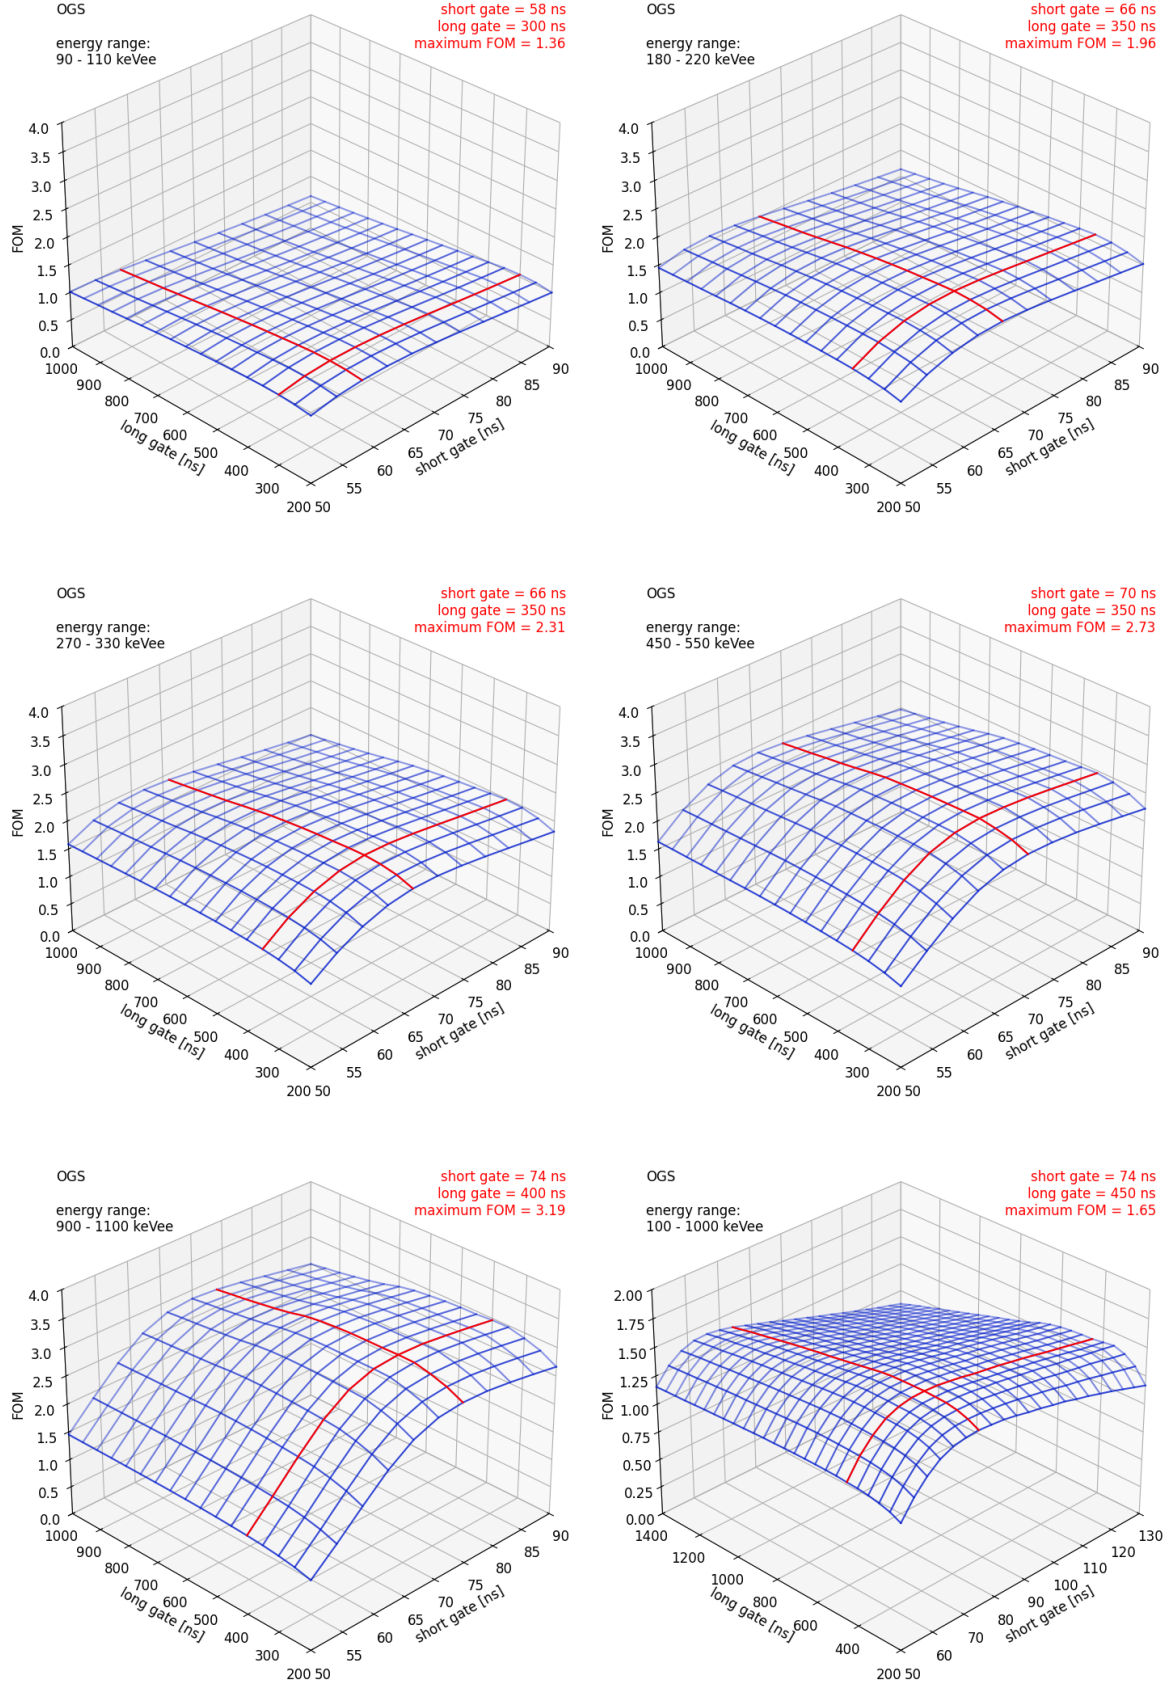 OGS
energy range:
90 - 110 keVee
short gate = 58 ns
long gate = 300 ns
maximum FOM = 1.36
4.0
3.5
3.0
2.5
2.0
1.5
1.0
0.5
0.0
FOM
1000
900
800
700
600
500
400
300
200
long gate [ns]
50
55
60
65
70
75
80
85
90
short gate [ns]
OGS
energy range:
180 - 220 keVee
short gate = 66 ns
long gate = 350 ns
maximum FOM = 1.96
4.0
3.5
3.0
2.5
2.0
1.5
1.0
0.5
0.0
FOM
1000
900
800
700
600
500
400
300
200
long gate [ns]
50
55
60
65
70
75
80
85
90
short gate [ns]
OGS
energy range:
270 - 330 keVee
short gate = 66 ns
long gate = 350 ns
maximum FOM = 2.31
4.0
3.5
3.0
2.5
2.0
1.5
1.0
0.5
0.0
FOM
1000
900
800
700
600
500
400
300
200
long gate [ns]
50
55
60
65
70
75
80
85
90
short gate [ns]
OGS
energy range:
450 - 550 keVee
short gate = 70 ns
long gate = 350 ns
maximum FOM = 2.73
4.0
3.5
3.0
2.5
2.0
1.5
1.0
0.5
0.0
FOM
1000
900
800
700
600
500
400
300
200
long gate [ns]
50
55
60
65
70
75
80
85
90
short gate [ns]
OGS
energy range:
900 - 1100 keVee
short gate = 74 ns
long gate = 400 ns
maximum FOM = 3.19
4.0
3.5
3.0
2.5
2.0
1.5
1.0
0.5
0.0
FOM
1000
900
800
700
600
500
400
300
200
long gate [ns]
50
55
60
65
70
75
80
85
90
short gate [ns]
OGS
energy range:
100 - 1000 keVee
short gate = 74 ns
long gate = 450 ns
maximum FOM = 1.65
2.00
1.75
1.50
1.25
1.00
0.75
0.50
0.25
0.00
FOM
1400
1200
1000
800
600
400
200
long gate [ns]
50
60
70
80
90
100
110
120
130
short gate [ns]